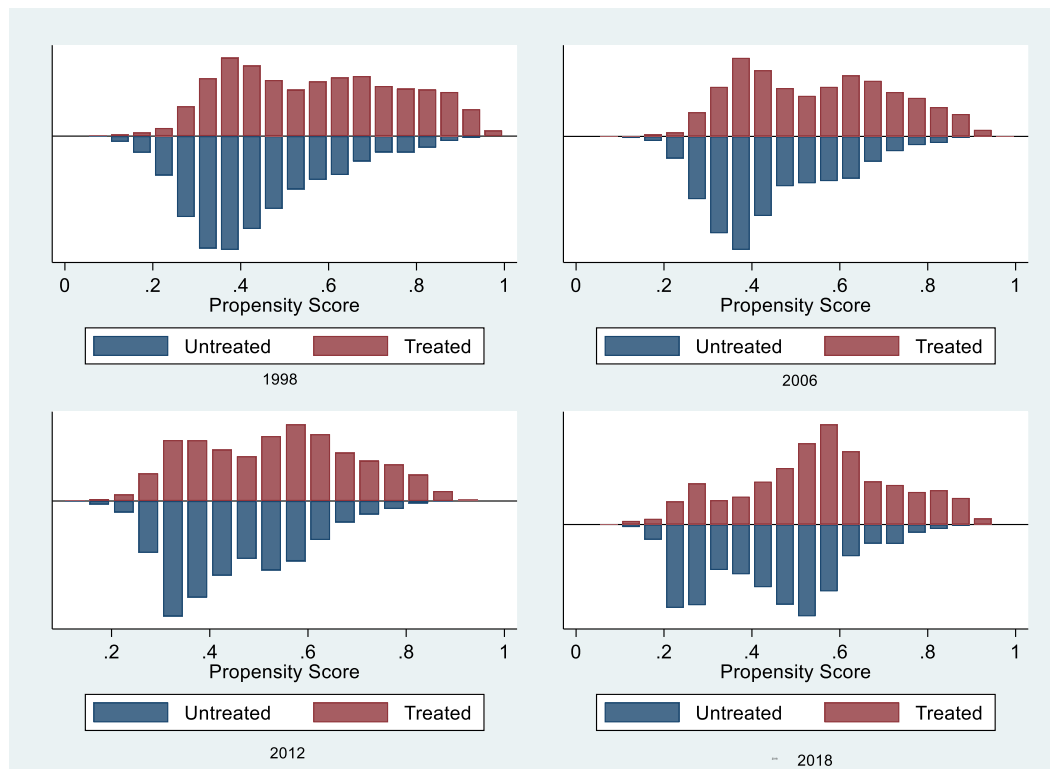 0 .2 .4 .6 .8 1
Propensity Score
Untreated Treated
1998
0 .2 .4 .6 .8 1
Propensity Score
Untreated Treated
2006
.2 .4 .6 .8 1
Propensity Score
Untreated Treated
2012
0 .2 .4 .6 .8 1
Propensity Score
Untreated Treated
2018